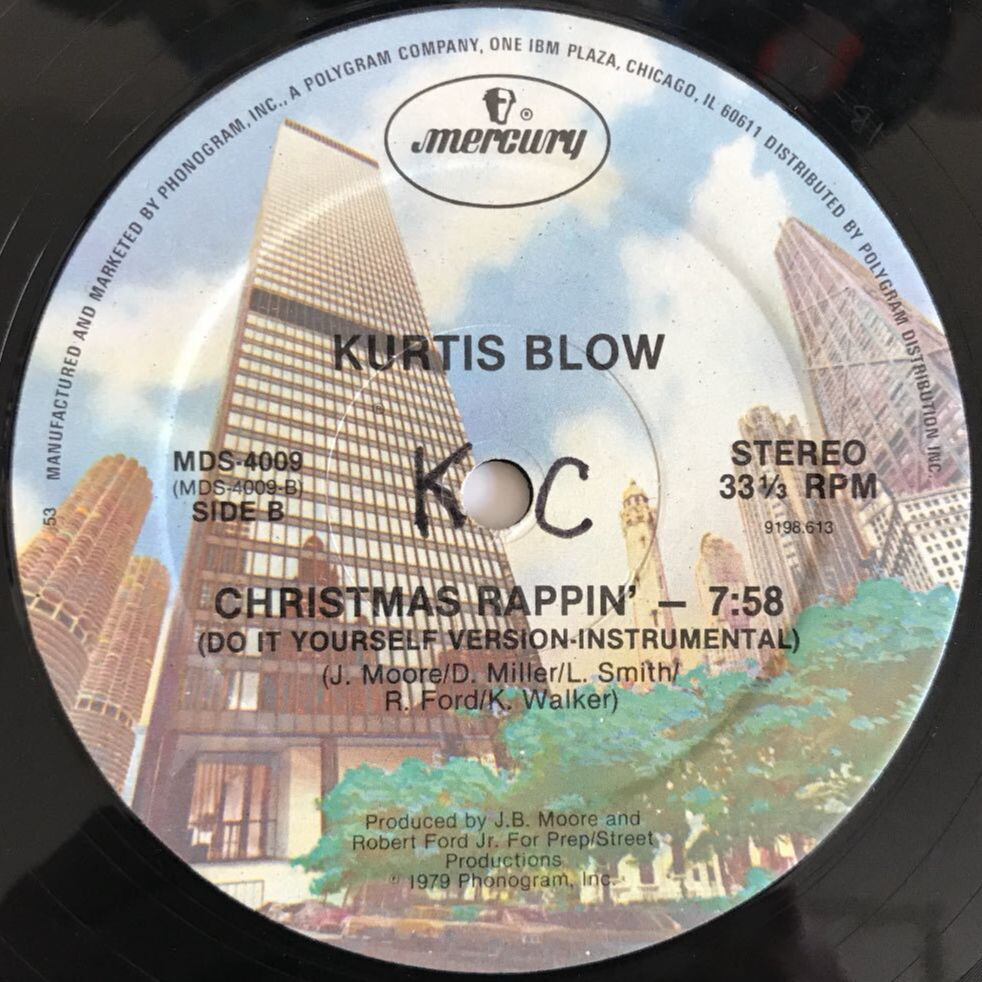 MANUFACTURED AND MARKETED BY PHONOGRAM, INC., A POLYGRAM COMPANY, ONE IBM PLAZA, CHICAGO, IL 60611 DISTRIBUTED BY POLYGRAM DISTRIBUTION INC.
®
mercury
KURTIS BLOW
MDS-4009
(MDS-4009-B)
SIDE B
K C
STEREO
33⅓ RPM
9198.613
53
CHRISTMAS RAPPIN' — 7:58
(DO IT YOURSELF VERSION-INSTRUMENTAL)
(J. Moore/D. Miller/L. Smith/
R. Ford/K. Walker)
Produced by J.B. Moore and
Robert Ford Jr. For Prep/Street
Productions
℗ 1979 Phonogram, Inc.